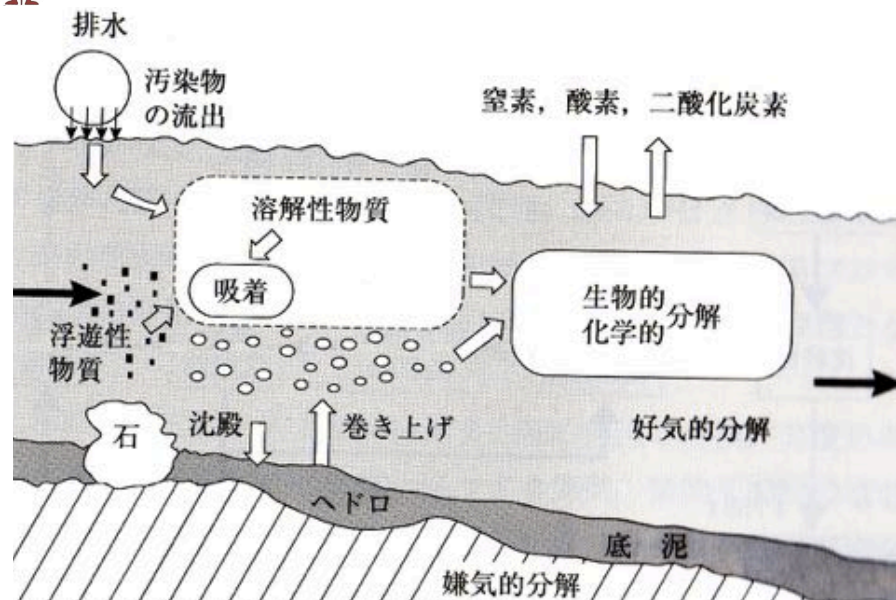 排水
汚染物
の流出
窒素，酸素，二酸化炭素
溶解性物質
吸着
浮遊性
物質
生物的
化学的
分解
石
沈殿
巻き上げ
好気的分解
ヘドロ
底 泥
嫌気的分解